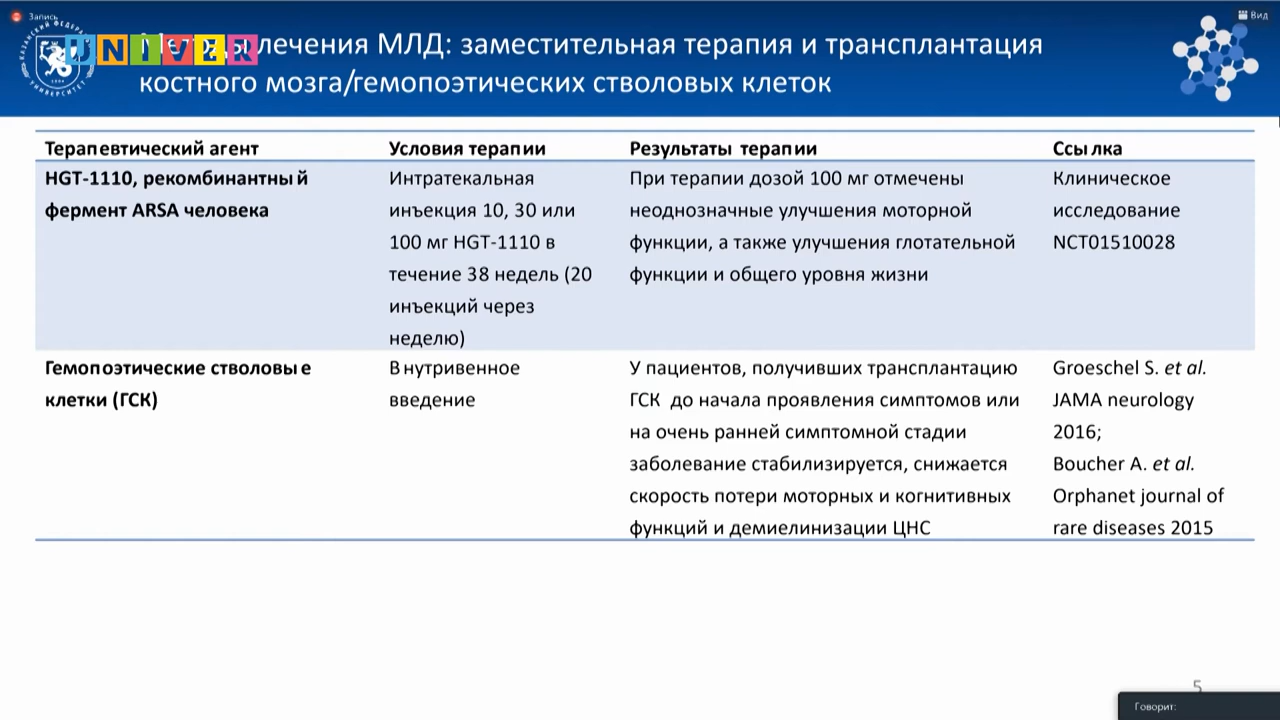 Запись
Вид
UNIVER
лечения МЛД: заместительная терапия и трансплантация
костного мозга/гемопоэтических стволовых клеток
Терапевтический агент
Условия терапии
Результаты терапии
Ссылка
HGT-1110, рекомбинантный
фермент ARSA человека
Интратекальная
инъекция 10, 30 или
100 мг HGT-1110 в
течение 38 недель (20
инъекций через
неделю)
При терапии дозой 100 мг отмечены
неоднозначные улучшения моторной
функции, а также улучшения глотательной
функции и общего уровня жизни
Клиническое
исследование
NCT01510028
Гемопоэтические стволовые
клетки (ГСК)
Внутривенное
введение
У пациентов, получивших трансплантацию
ГСК до начала проявления симптомов или
на очень ранней симптомной стадии
заболевание стабилизируется, снижается
скорость потери моторных и когнитивных
функций и демиелинизации ЦНС
Groeschel S. et al.
JAMA neurology
2016;
Boucher A. et al.
Orphanet journal of
rare diseases 2015
5
Говорит: